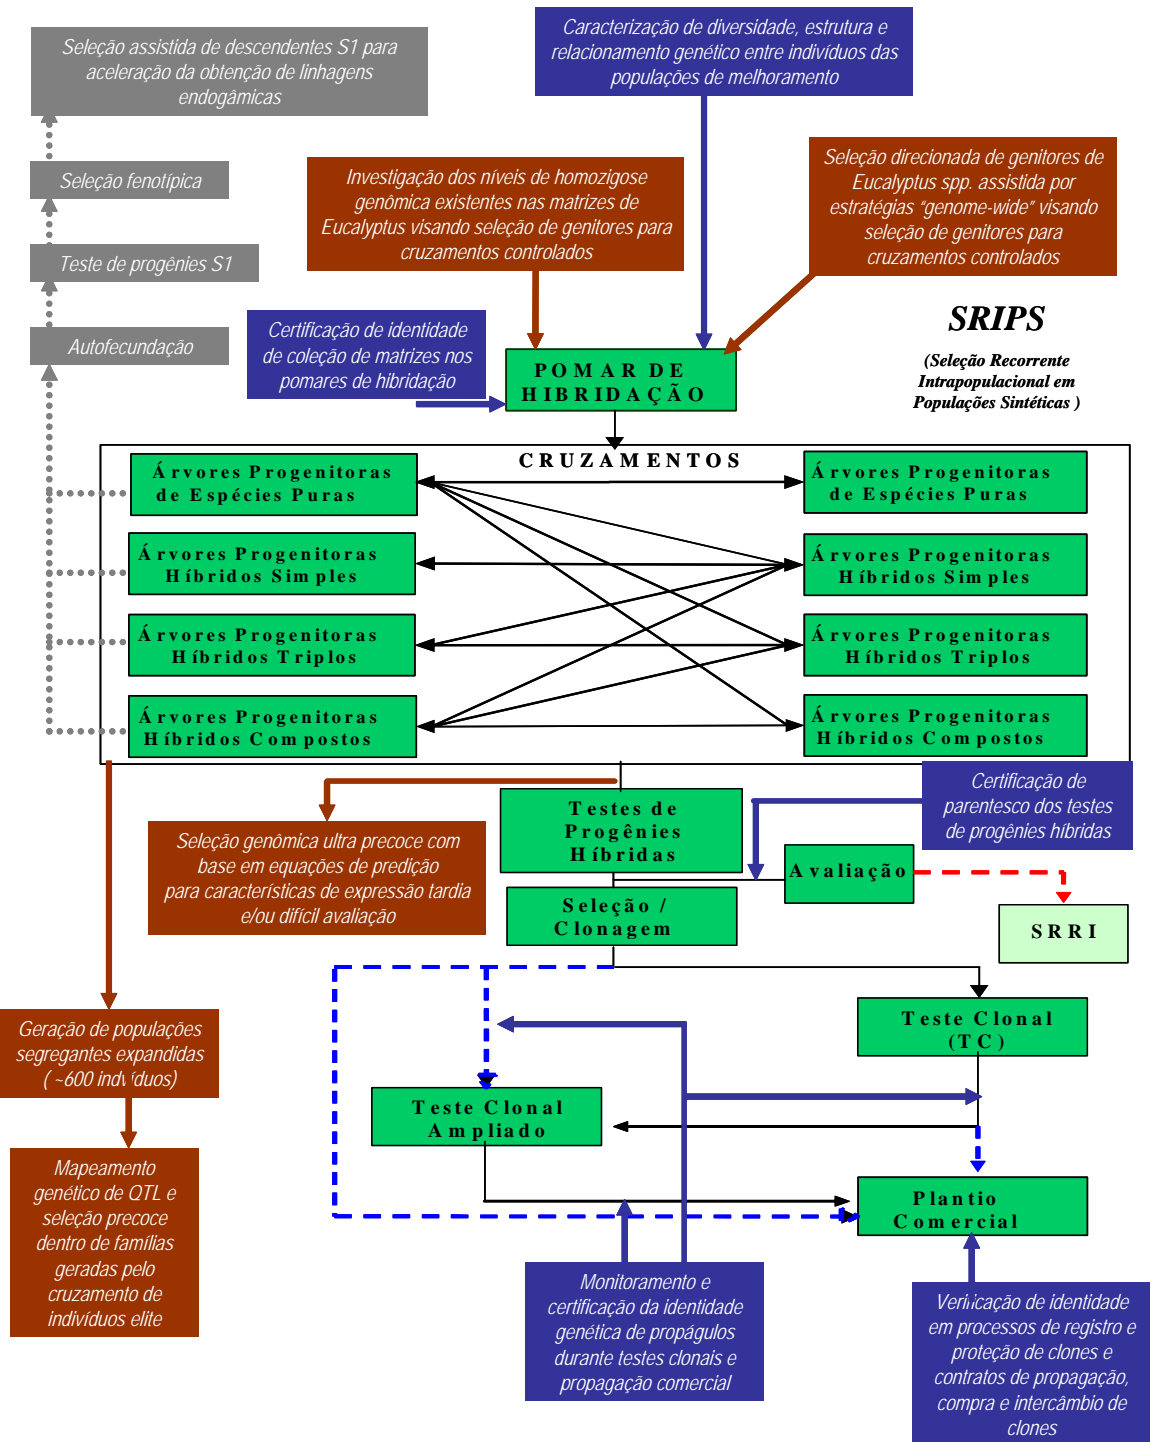 Caracterização de diversidade, estrutura e
relacionamento genético entre indivíduos das
populações de melhoramento
Seleção assistida de descendentes S1 para
aceleração da obtenção de linhagens
endogâmicas
Seleção fenotípica
Teste de progênies S1
Autofecundação
Investigação dos níveis de homozigose
genômica existentes nas matrizes de
Eucalyptus visando seleção de genitores para
cruzamentos controlados
Seleção direcionada de genitores de
Eucalyptus spp. assistida por
estratégias “genome-wide” visando
seleção de genitores para
cruzamentos controlados
Certificação de identidade
de coleção de matrizes nos
pomares de hibridação
SRIPS
(Seleção Recorrente
Intrapopulacional em
Populações Sintéticas )
POMAR DE
HIBRIDAÇÃO
CRUZAMENTOS
Árvores Progenitoras
de Espécies Puras
Árvores Progenitoras
Híbridos Simples
Árvores Progenitoras
Híbridos Triplos
Árvores Progenitoras
Híbridos Compostos
Árvores Progenitoras
de Espécies Puras
Árvores Progenitoras
Híbridos Simples
Árvores Progenitoras
Híbridos Triplos
Árvores Progenitoras
Híbridos Compostos
Certificação de
parentesco dos testes
de progênies híbridas
Testes de
Progênies
Híbridas
Seleção genômica ultra precoce com
base em equações de predição
para características de expressão tardia
e/ou difícil avaliação
Avaliação
Seleção /
Clonagem
SRRI
Teste Clonal
(TC)
Geração de populações
segregantes expandidas
( ~600 indivíduos)
Teste Clonal
Ampliado
Mapeamento
genético de QTL e
seleção precoce
dentro de famílias
geradas pelo
cruzamento de
indivíduos elite
Plantio
Comercial
Monitoramento e
certificação da identidade
genética de propágulos
durante testes clonais e
propagação comercial
Verificação de identidade
em processos de registro e
proteção de clones e
contratos de propagação,
compra e intercâmbio de
clones